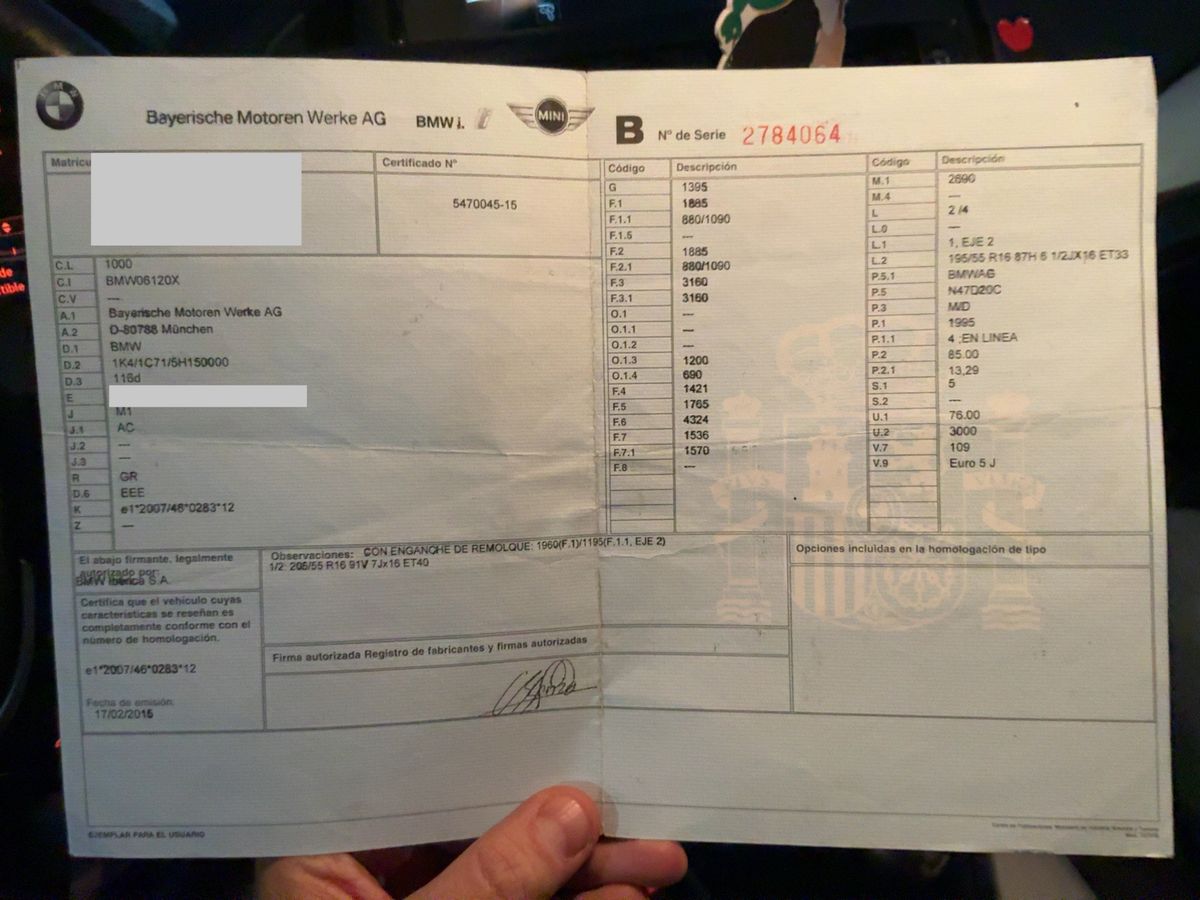 BMW
Bayerische Motoren Werke AG
BMW i.
MINI
B Nº de Serie 2784064
Matrícu
Certificado Nº
5470045-15
C.L 1000
C.I BMW06120X
C.V ---
A.1 Bayerische Motoren Werke AG
A.2 D-80788 München
D.1 BMW
D.2 1K4/1C71/5H150000
D.3 116d
E
J M1
J.1 AC
J.2 ---
J.3 ---
R GR
D.6 EEE
K e1*2007/46*0283*12
Z ---
Código Descripción
G 1395
F.1 1885
F.1.1 880/1090
F.1.5 ---
F.2 1885
F.2.1 880/1090
F.3 3160
F.3.1 3160
O.1 ---
O.1.1 ---
O.1.2 ---
O.1.3 1200
O.1.4 690
F.4 1421
F.5 1765
F.6 4324
F.7 1536
F.7.1 1570
F.8 ---
Código Descripción
M.1 2690
M.4 ---
L 2 /4
L.0 ---
L.1 1, EJE 2
L.2 195/55 R16 87H 6 1/2JX16 ET33
P.5.1 BMWAG
P.5 N47D20C
P.3 M/D
P.1 1995
P.1.1 4 ;EN LINEA
P.2 85.00
P.2.1 13,29
S.1 5
S.2 ---
U.1 76.00
U.2 3000
V.7 109
V.9 Euro 5 J
El abajo firmante, legalmente
autorizado por:
BMW Ibérica S.A.
Certifica que el vehículo cuyas
características se reseñan es
completamente conforme con el
número de homologación.
e1*2007/46*0283*12
Fecha de emisión:
17/02/2015
Observaciones: CON ENGANCHE DE REMOLQUE: 1960(F.1)/1195(F.1.1, EJE 2)
1/2: 205/55 R16 91V 7Jx16 ET40
Firma autorizada Registro de fabricantes y firmas autorizadas
Opciones incluidas en la homologación de tipo
EJEMPLAR PARA EL USUARIO
de
tible